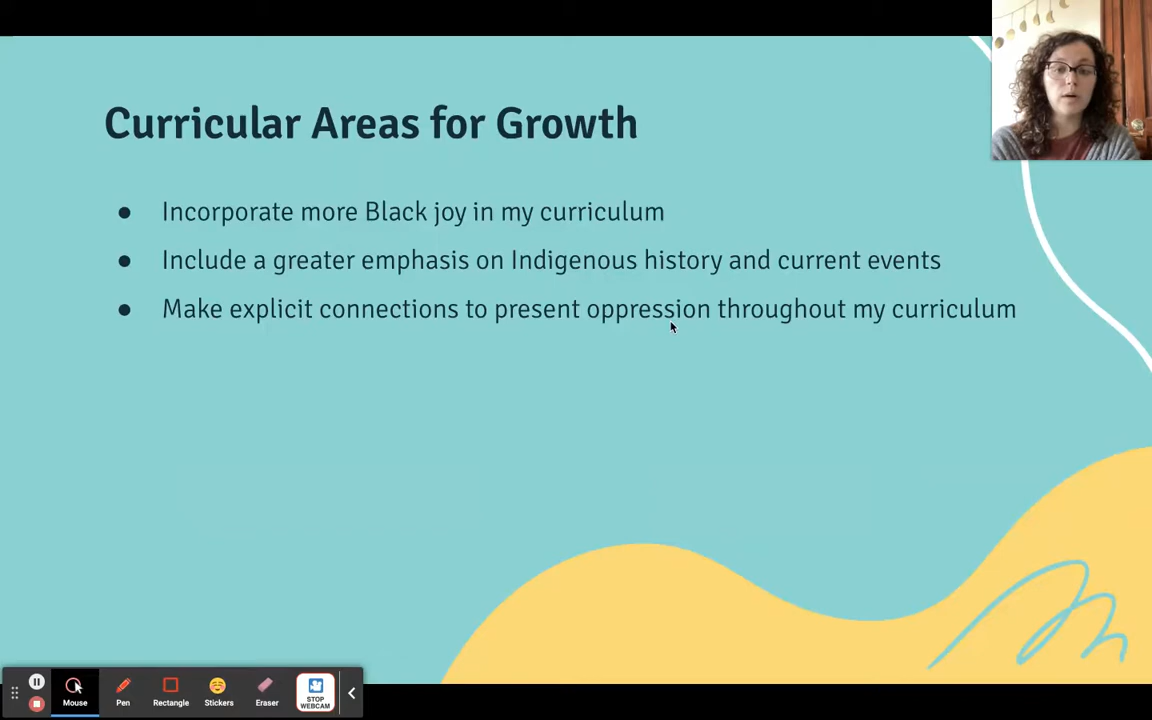 Curricular Areas for Growth
● Incorporate more Black joy in my curriculum
● Include a greater emphasis on Indigenous history and current events
● Make explicit connections to present oppression throughout my curriculum
Mouse
Pen
Rectangle
Stickers
Eraser
STOP
WEBCAM